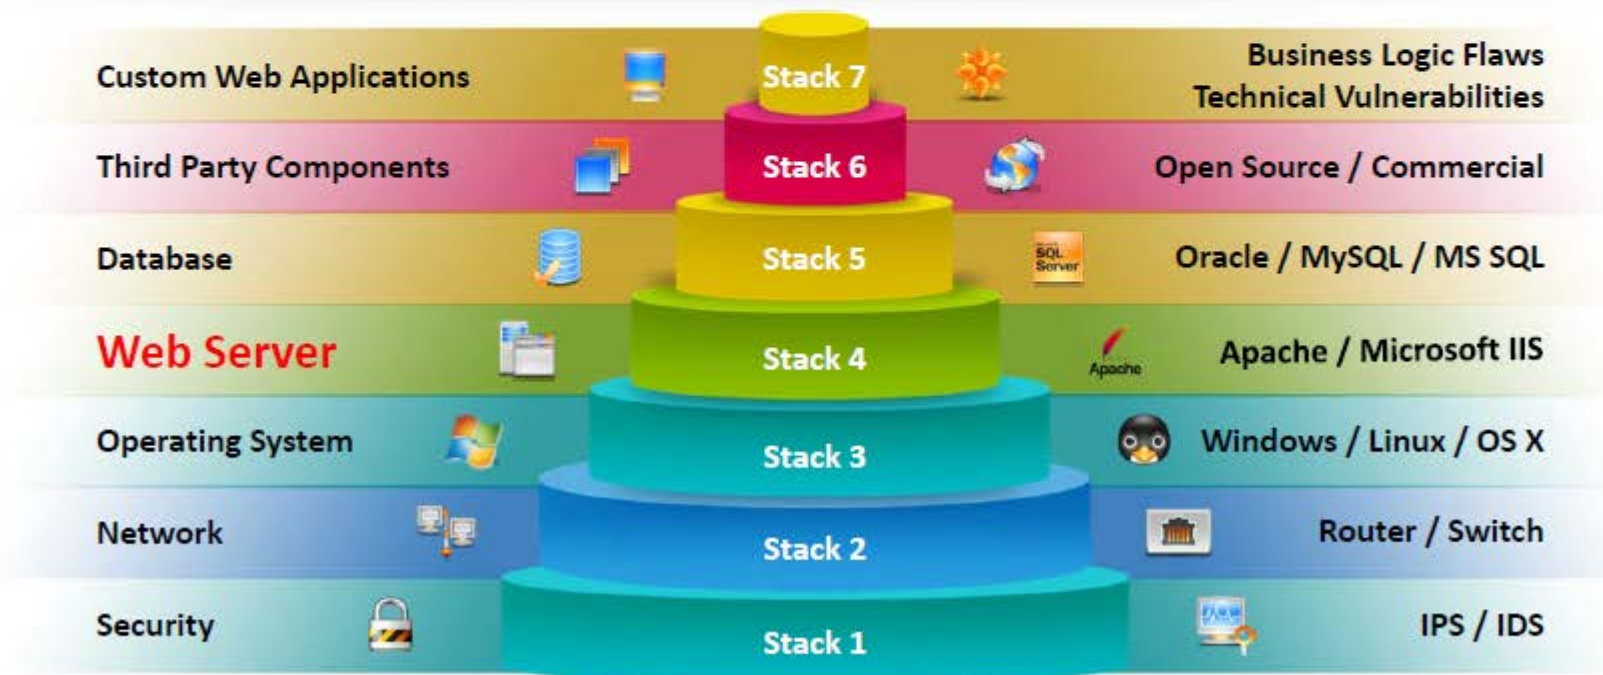 Custom Web Applications
Stack 7
Business Logic Flaws
Technical Vulnerabilities
Third Party Components
Stack 6
Open Source / Commercial
Database
Stack 5
SQL
Server
Oracle / MySQL / MS SQL
Web Server
Stack 4
Apache
Apache / Microsoft IIS
Operating System
Stack 3
Windows / Linux / OS X
Network
Stack 2
Router / Switch
Security
Stack 1
IPS / IDS